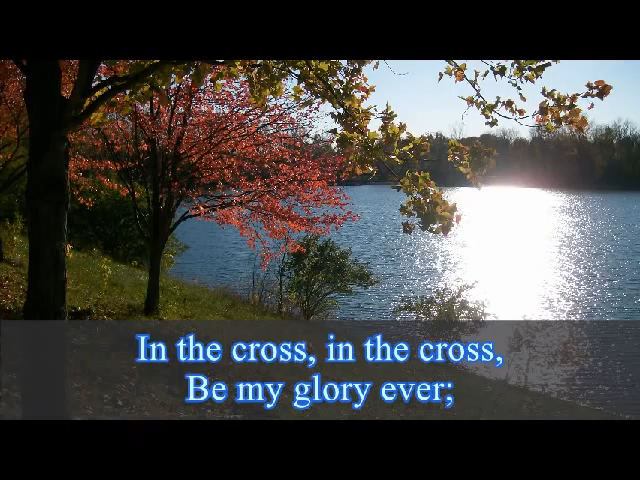 In the cross, in the cross,
Be my glory ever;